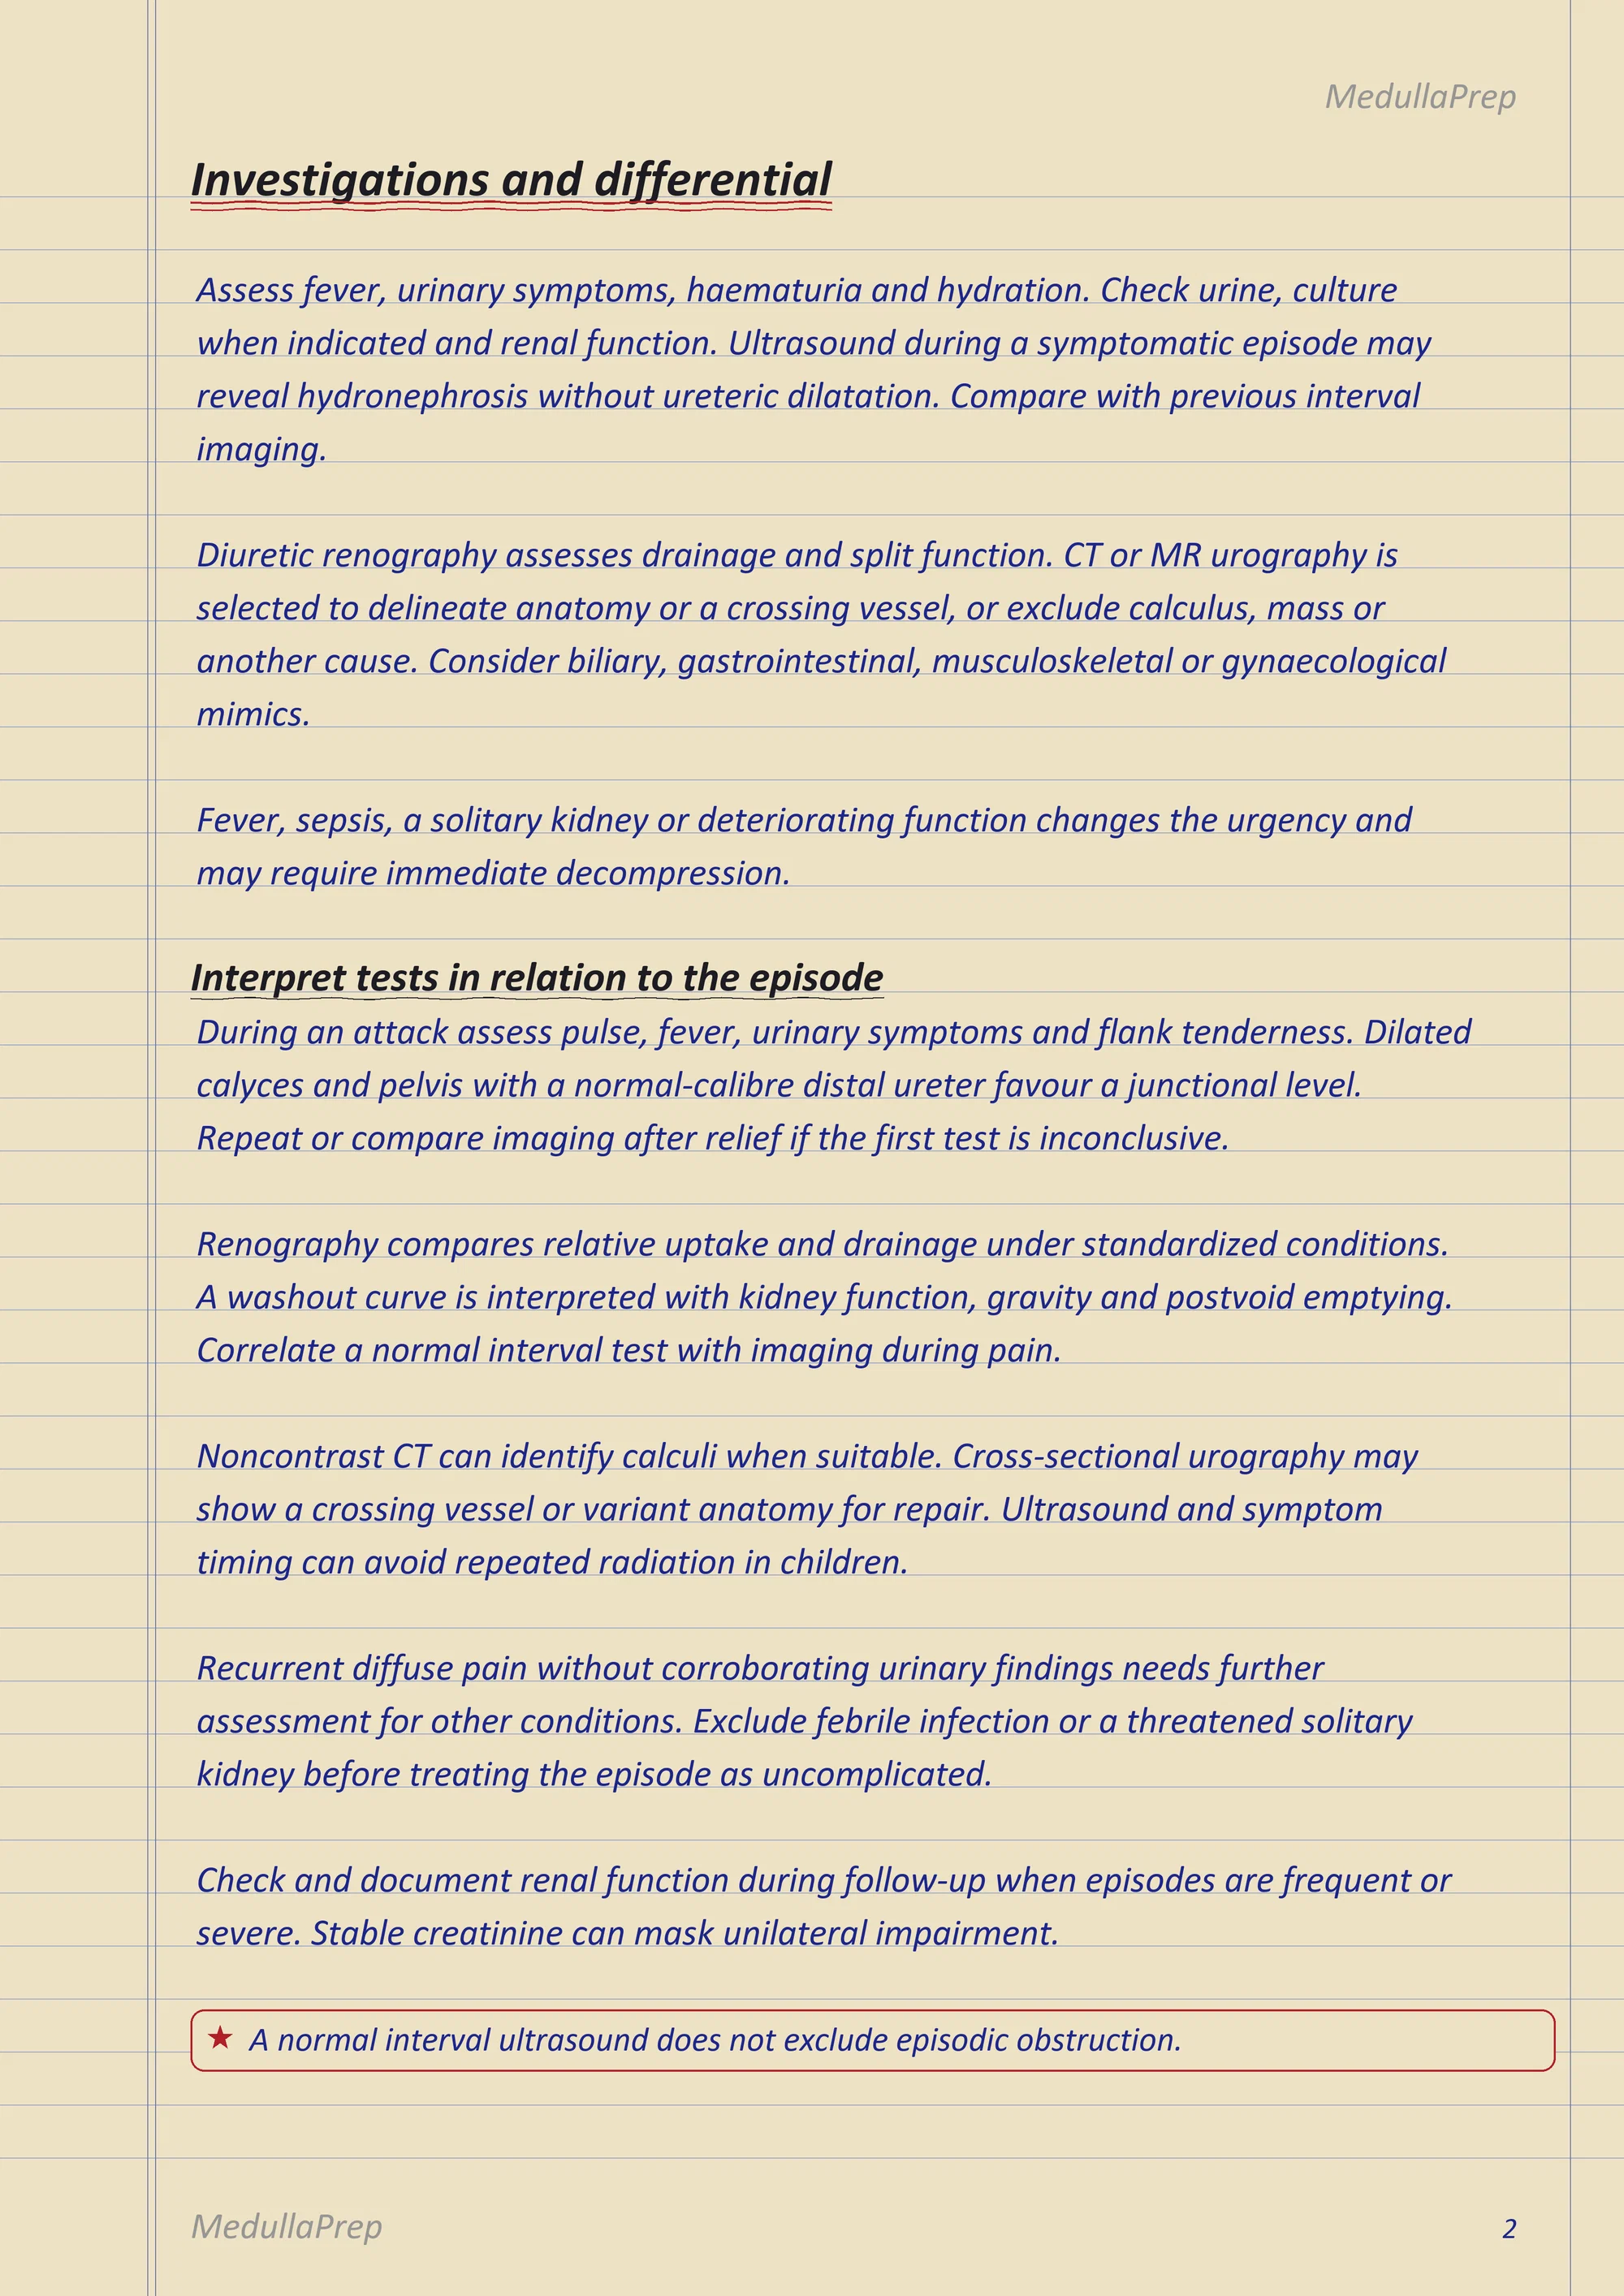 MedullaPrep
Investigations and differential
Assess fever, urinary symptoms, haematuria and hydration. Check urine, culture
when indicated and renal function. Ultrasound during a symptomatic episode may
reveal hydronephrosis without ureteric dilatation. Compare with previous interval
imaging.
Diuretic renography assesses drainage and split function. CT or MR urography is
selected to delineate anatomy or a crossing vessel, or exclude calculus, mass or
another cause. Consider biliary, gastrointestinal, musculoskeletal or gynaecological
mimics.
Fever, sepsis, a solitary kidney or deteriorating function changes the urgency and
may require immediate decompression.
Interpret tests in relation to the episode
During an attack assess pulse, fever, urinary symptoms and flank tenderness. Dilated
calyces and pelvis with a normal-calibre distal ureter favour a junctional level.
Repeat or compare imaging after relief if the first test is inconclusive.
Renography compares relative uptake and drainage under standardized conditions.
A washout curve is interpreted with kidney function, gravity and postvoid emptying.
Correlate a normal interval test with imaging during pain.
Noncontrast CT can identify calculi when suitable. Cross-sectional urography may
show a crossing vessel or variant anatomy for repair. Ultrasound and symptom
timing can avoid repeated radiation in children.
Recurrent diffuse pain without corroborating urinary findings needs further
assessment for other conditions. Exclude febrile infection or a threatened solitary
kidney before treating the episode as uncomplicated.
Check and document renal function during follow-up when episodes are frequent or
severe. Stable creatinine can mask unilateral impairment.
★ A normal interval ultrasound does not exclude episodic obstruction.
MedullaPrep
2